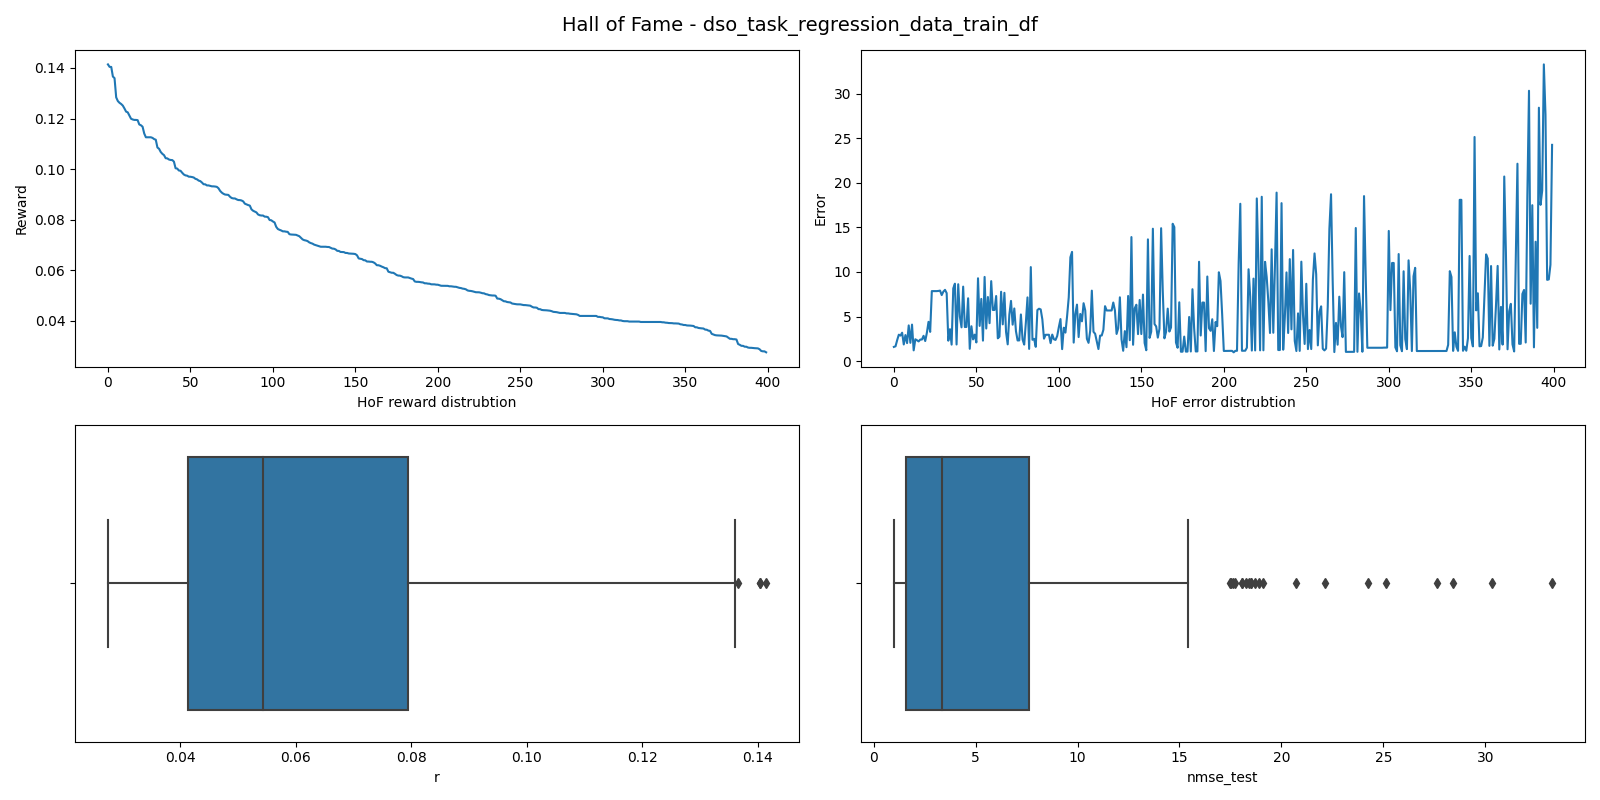 Hall of Fame - dso_task_regression_data_train_df
Reward
0.14
0.12
0.10
0.08
0.06
0.04
0 50 100 150 200 250 300 350 400
HoF reward distrubtion
Error
30
25
20
15
10
5
0
0 50 100 150 200 250 300 350 400
HoF error distrubtion
0.04 0.06 0.08 0.10 0.12 0.14
r
0 5 10 15 20 25 30
nmse_test